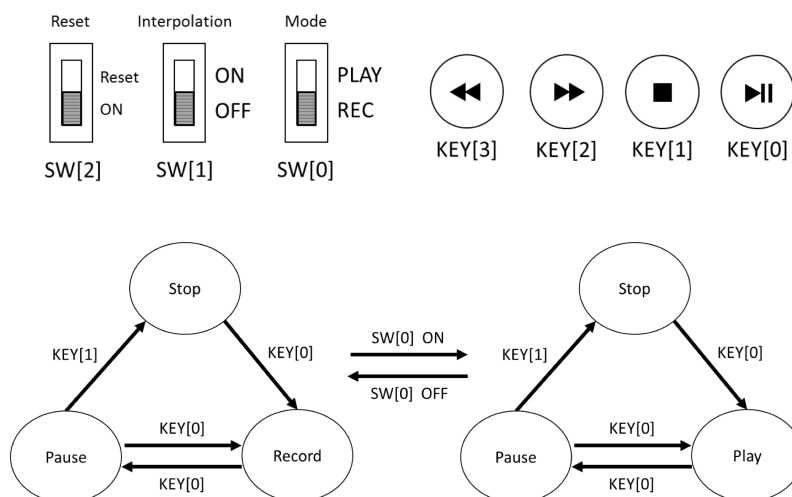 Reset
Interpolation
Mode
Reset
ON
ON
OFF
PLAY
REC
SW[2]
SW[1]
SW[0]
KEY[3]
KEY[2]
KEY[1]
KEY[0]
Stop
KEY[1]
KEY[0]
KEY[0]
Pause
Record
KEY[0]
SW[0] ON
SW[0] OFF
Stop
KEY[1]
KEY[0]
KEY[0]
Pause
Play
KEY[0]